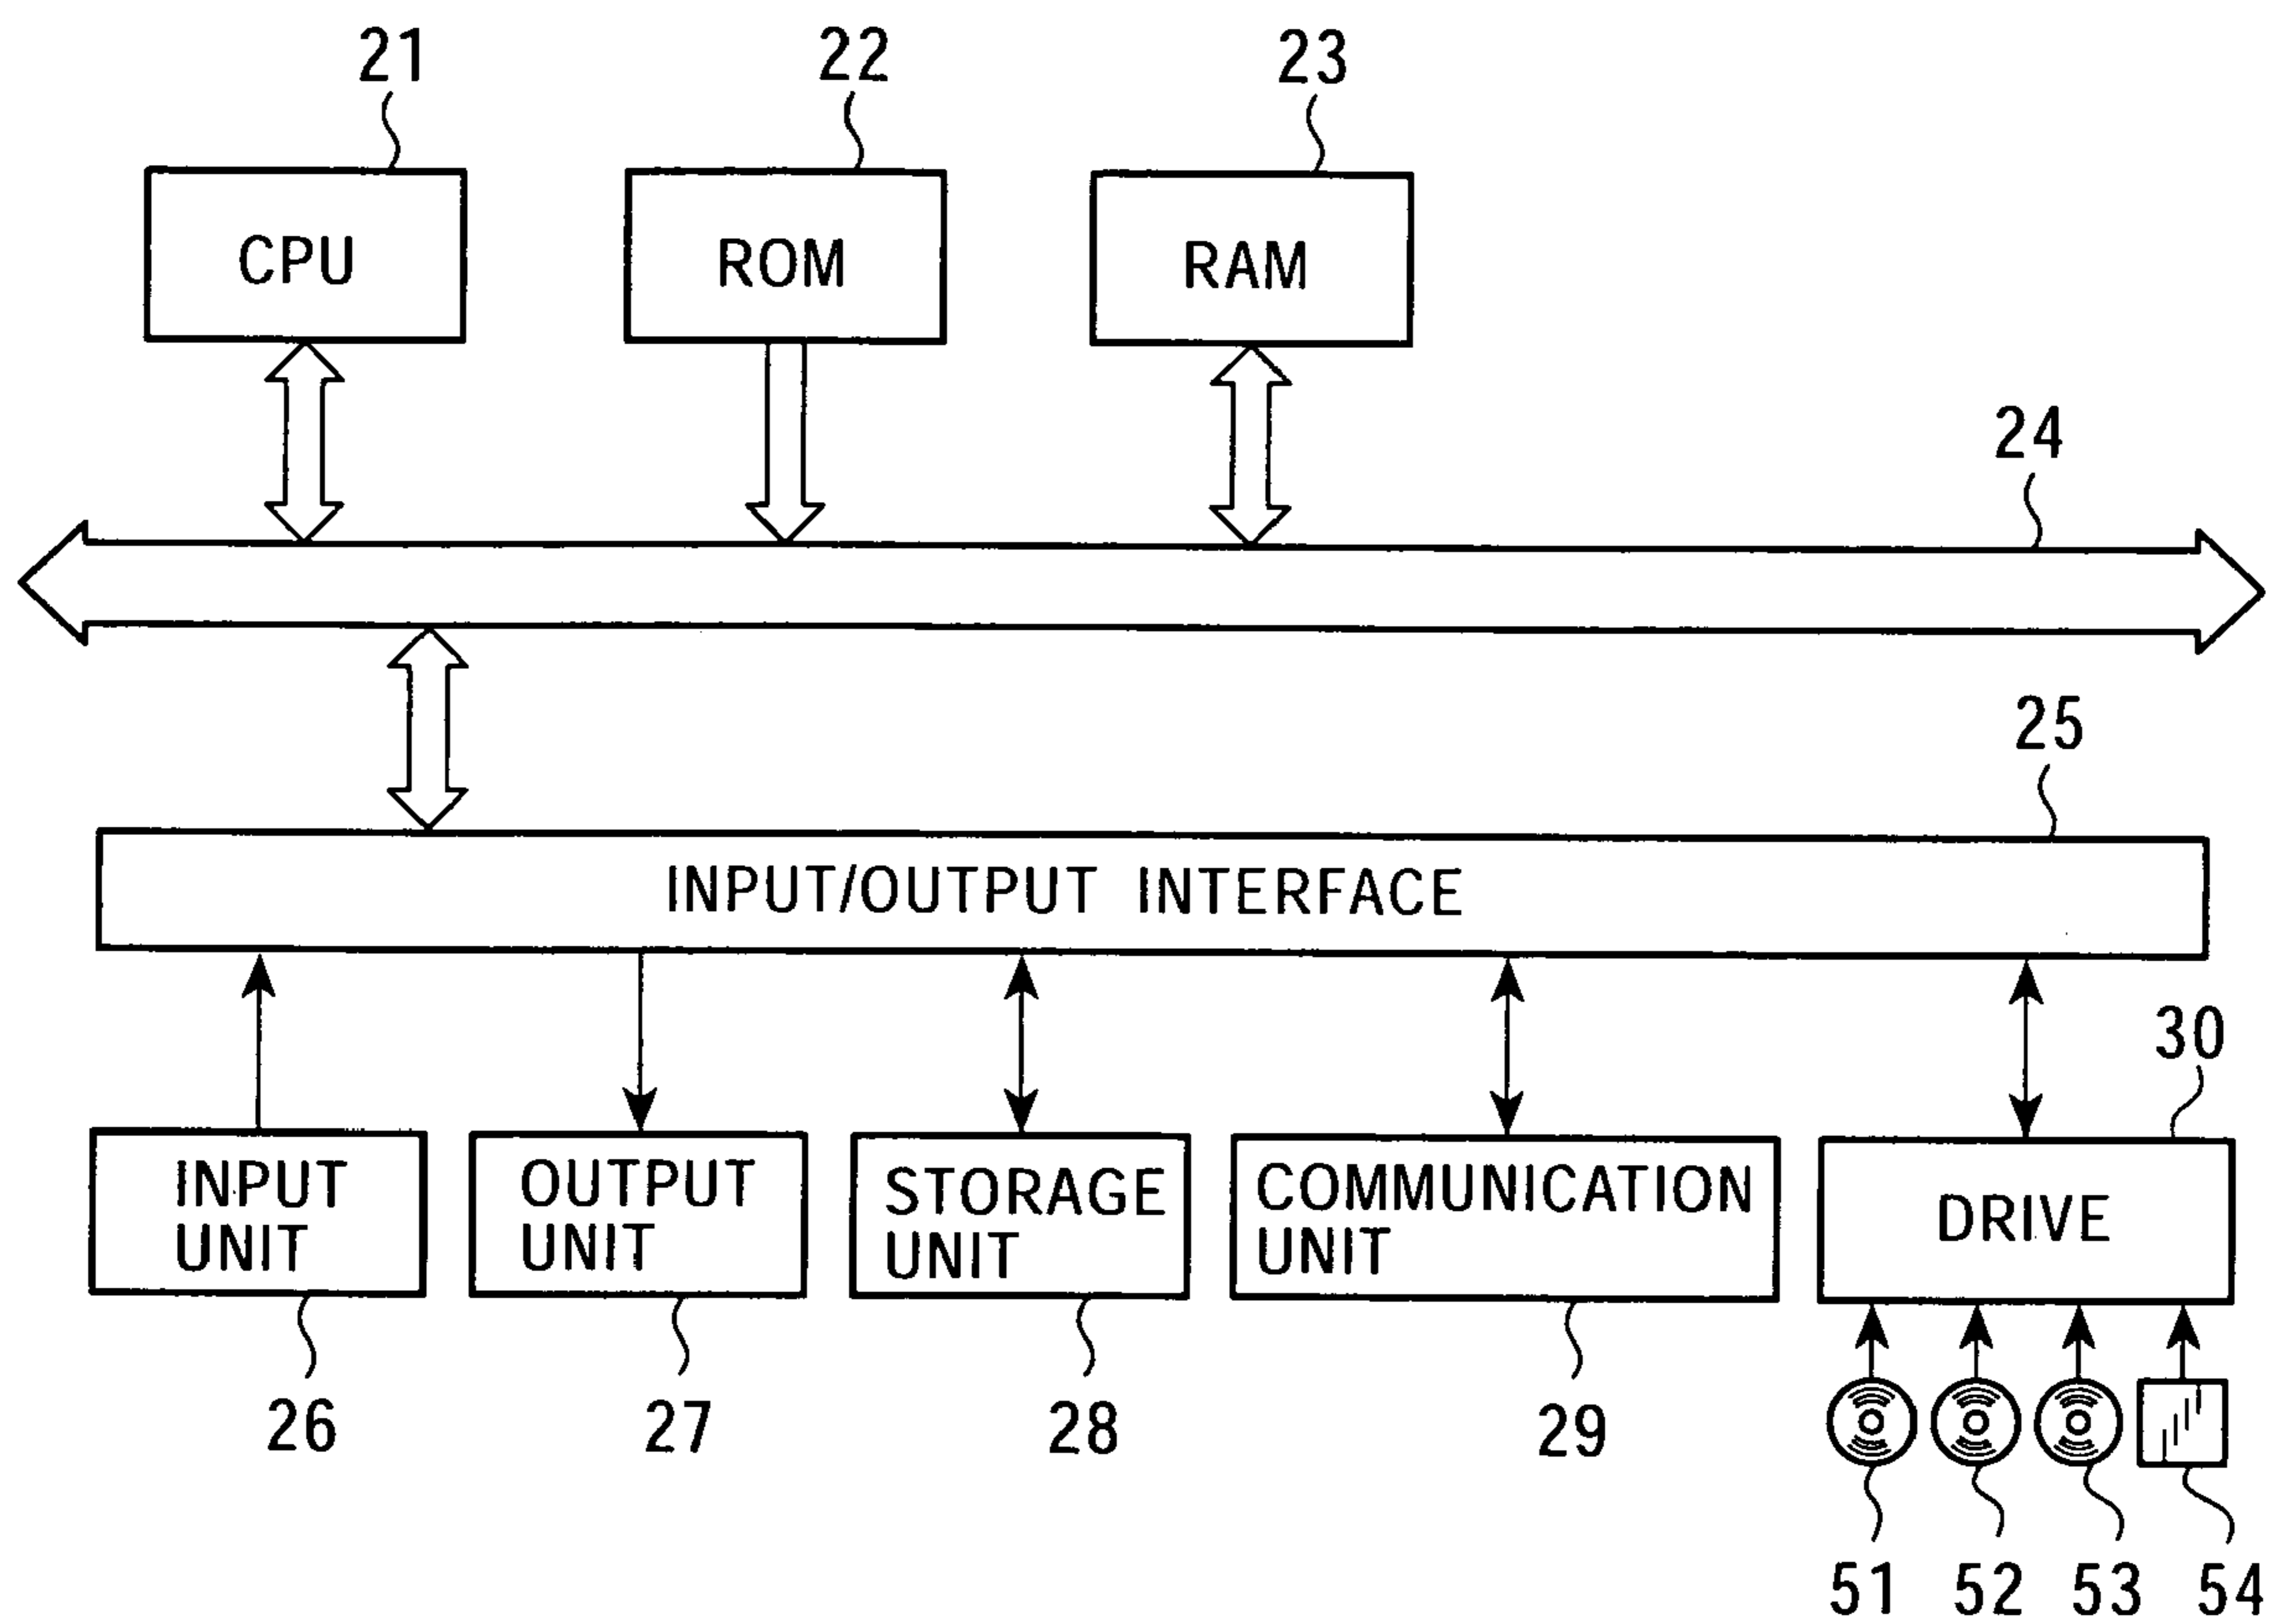 21
22
23
CPU
ROM
RAM
24
25
INPUT/OUTPUT INTERFACE
30
INPUT
UNIT
OUTPUT
UNIT
STORAGE
UNIT
COMMUNICATION
UNIT
DRIVE
26
27
28
29
51
52
53
54